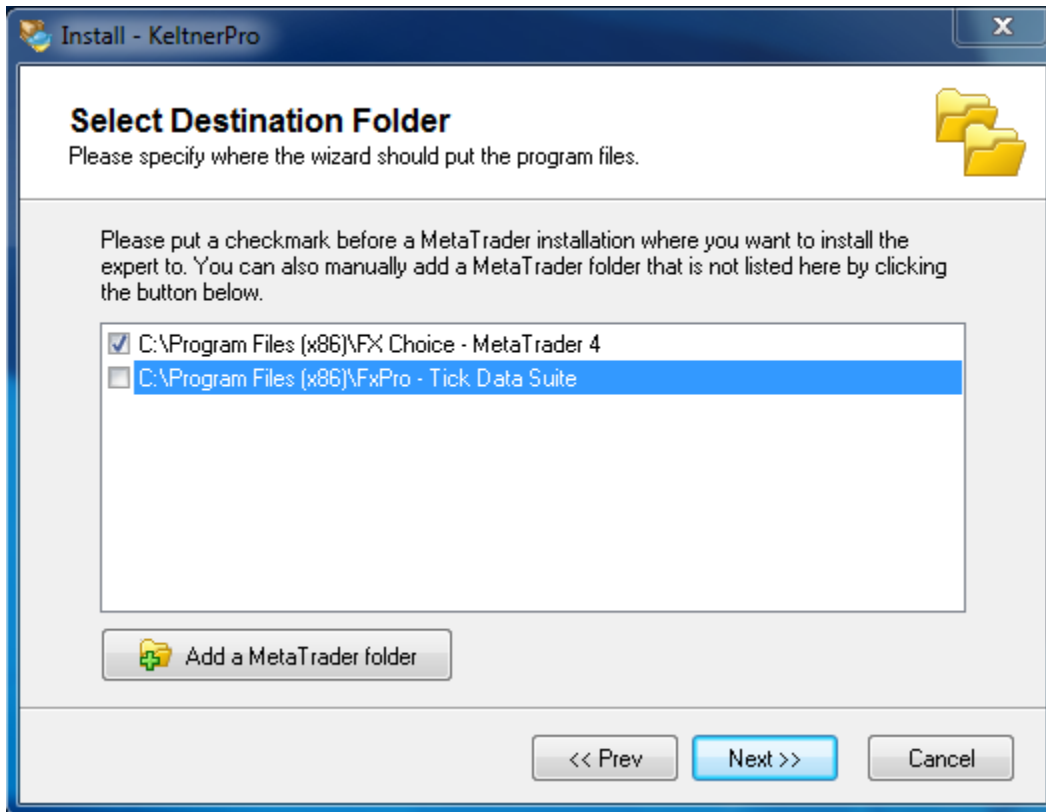 Install - KeltnerPro
Select Destination Folder
Please specify where the wizard should put the program files.
Please put a checkmark before a MetaTrader installation where you want to install the
expert to. You can also manually add a MetaTrader folder that is not listed here by clicking
the button below.
C:\Program Files (x86)\FX Choice - MetaTrader 4
C:\Program Files (x86)\FxPro - Tick Data Suite
Add a MetaTrader folder
<< Prev
Next >>
Cancel